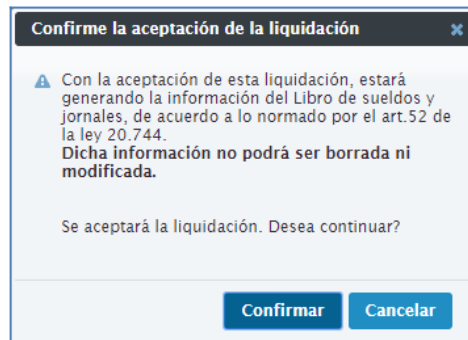 Confirme la aceptación de la liquidación
Con la aceptación de esta liquidación, estará
generando la información del Libro de sueldos y
jornales, de acuerdo a lo normado por el art.52 de
la ley 20.744.
Dicha información no podrá ser borrada ni
modificada.
Se aceptará la liquidación. Desea continuar?
Confirmar Cancelar